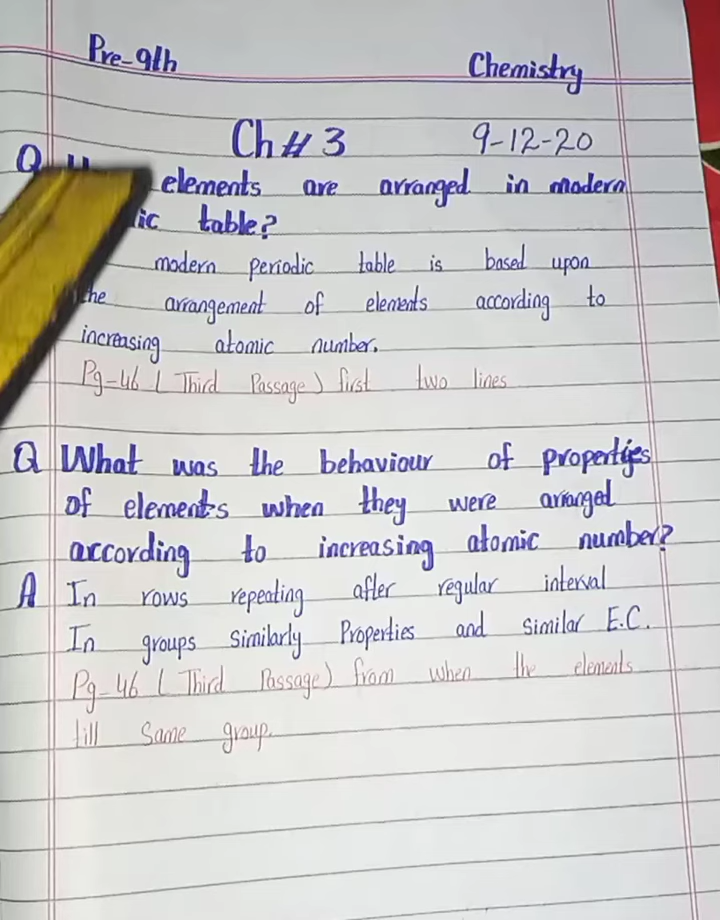 Pre-9th Chemistry
Ch # 3 9-12-20
Q elements are arranged in modern
ic table?
modern periodic table is based upon
the arrangement of elements according to
increasing atomic number.
Pg-46 ( Third Passage) first two lines
Q What was the behaviour of properties
of elements when they were arranged
according to increasing atomic number?
A In rows repeating after regular interval
In groups Similarly Properties and similar E.C.
Pg-46 ( Third Passage) from when the elements
till Same group.